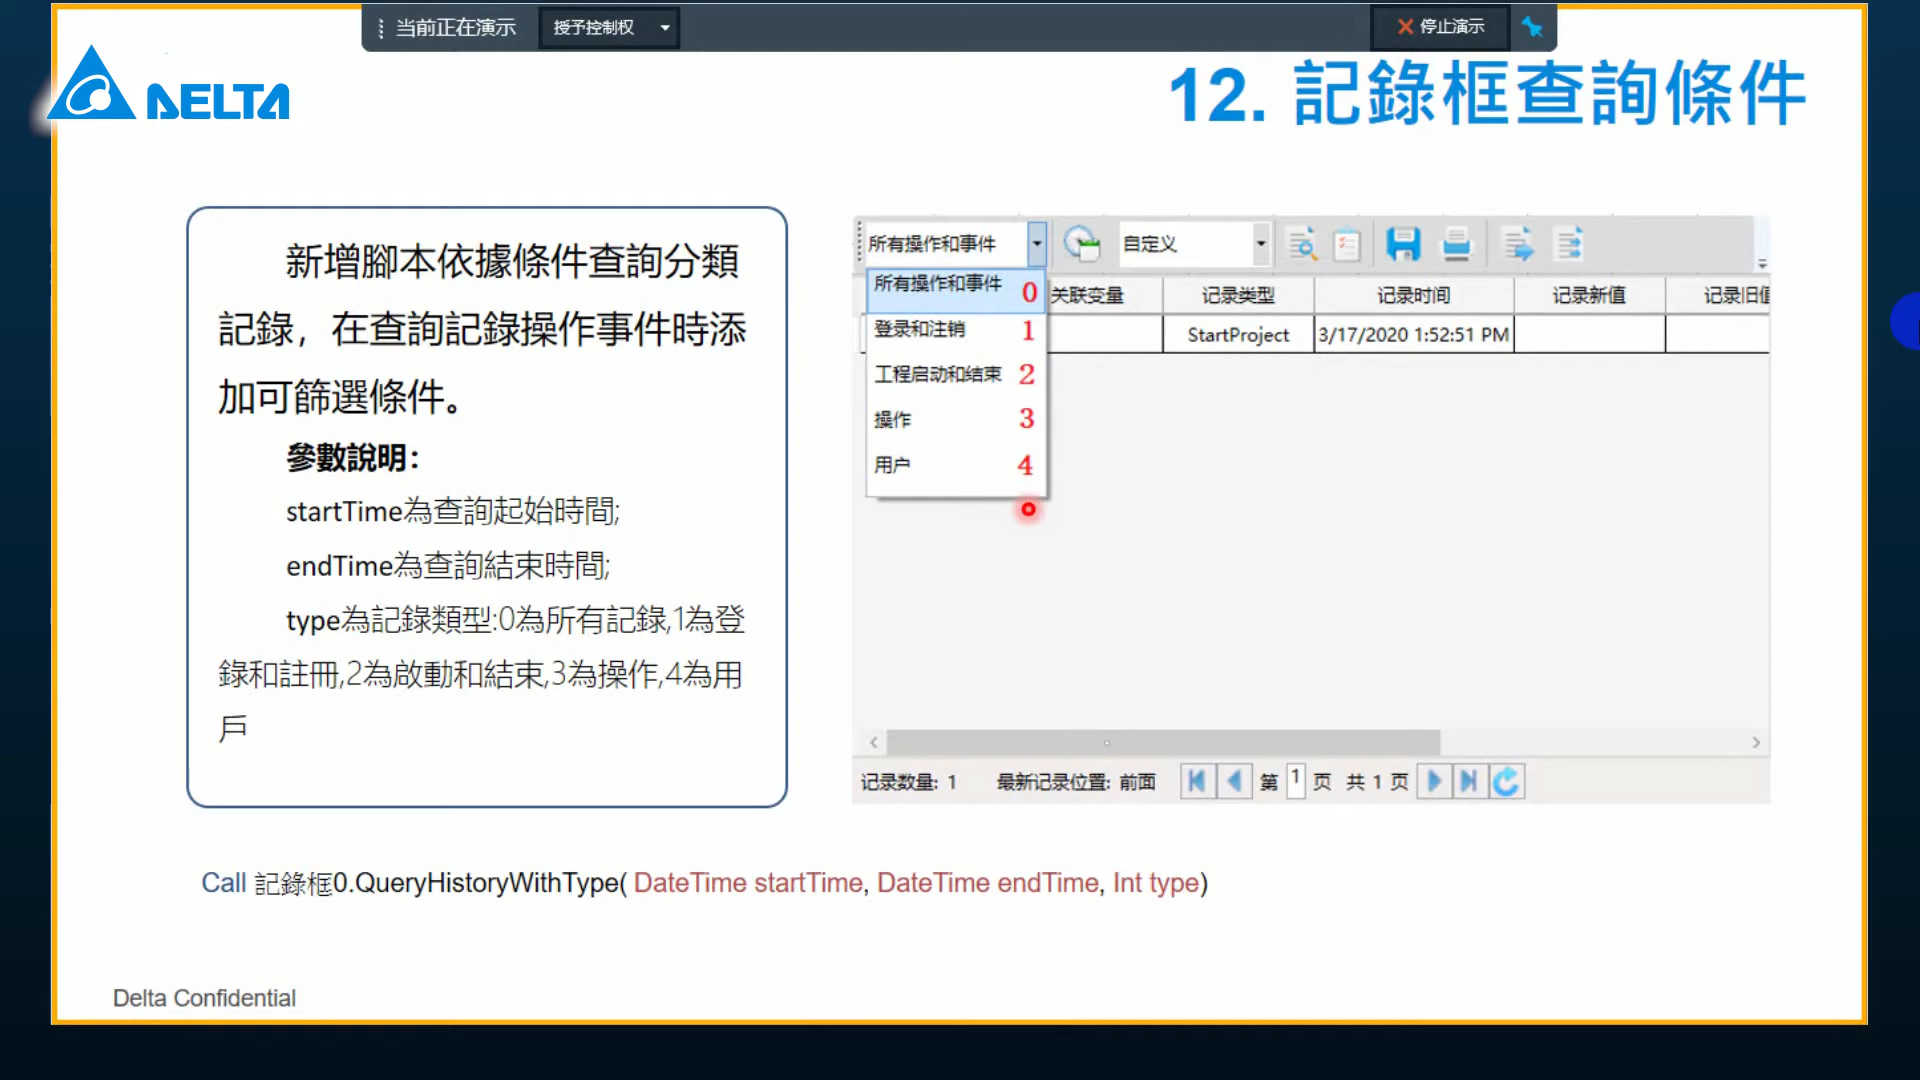 当前正在演示
授予控制权
停止演示
DELTA
12. 記錄框查詢條件
新增腳本依據條件查詢分類
記錄，在查詢記錄操作事件時添
加可篩選條件。
參數說明：
startTime為查詢起始時間;
endTime為查詢結束時間;
type為記錄類型:0為所有記錄,1為登
錄和註冊,2為啟動和結束,3為操作,4為用
戶
所有操作和事件
自定义
所有操作和事件 0
登录和注销 1
工程启动和结束 2
操作 3
用户 4
关联变量 记录类型 记录时间 记录新值 记录旧值
StartProject 3/17/2020 1:52:51 PM
记录数量: 1 最新记录位置: 前面 第 1 页 共 1 页
Call 記錄框0.QueryHistoryWithType( DateTime startTime, DateTime endTime, Int type)
Delta Confidential